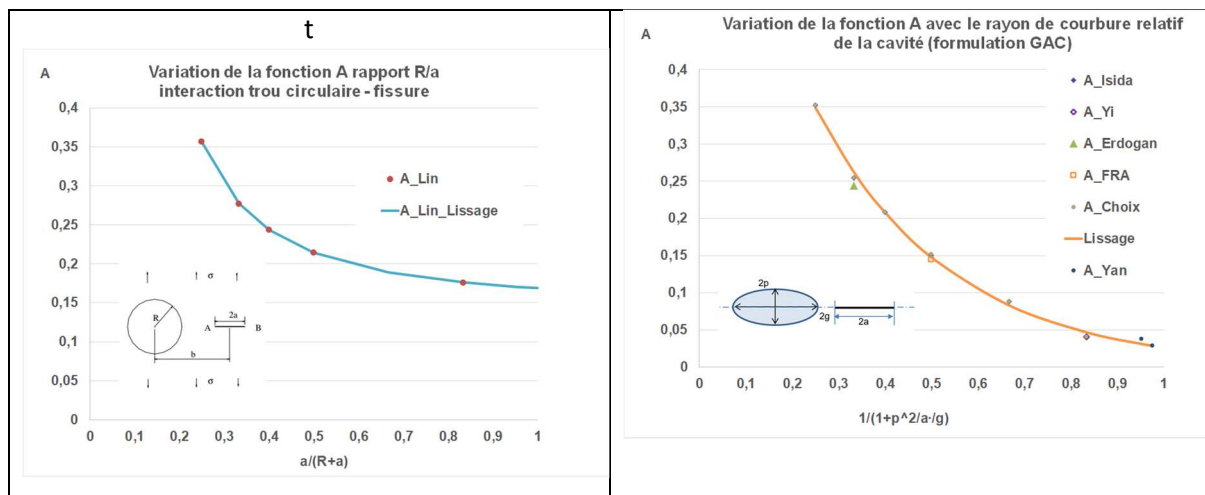 t
A
Variation de la fonction A rapport R/a
interaction trou circulaire - fissure
0,4
0,35
0,3
0,25
0,2
0,15
0,1
0,05
0
A_Lin
A_Lin_Lissage
σ
R
2a
A
B
b
σ
0 0,1 0,2 0,3 0,4 0,5 0,6 0,7 0,8 0,9 1
a/(R+a)
A
Variation de la fonction A avec le rayon de courbure relatif
de la cavité (formulation GAC)
0,4
0,35
0,3
0,25
0,2
0,15
0,1
0,05
0
A_Isida
A_Yi
A_Erdogan
A_FRA
A_Choix
Lissage
A_Yan
2p
2g
2a
0 0,1 0,2 0,3 0,4 0,5 0,6 0,7 0,8 0,9 1
1/(1+p^2/a·/g)